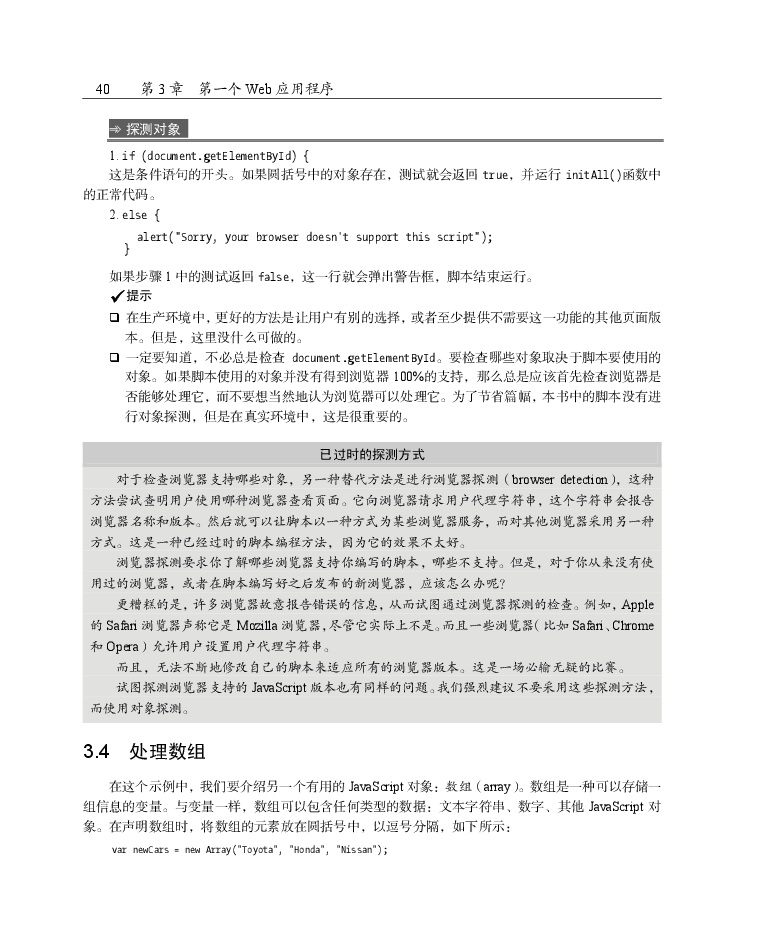 40 第 3 章 第一个 Web 应用程序
探测对象
1. if (document.getElementById) {
这是条件语句的开头。如果圆括号中的对象存在，测试就会返回 true，并运行 initAll()函数中
的正常代码。
2. else {
alert("Sorry, your browser doesn't support this script");
}
如果步骤 1 中的测试返回 false，这一行就会弹出警告框，脚本结束运行。
✓提示
❑ 在生产环境中，更好的方法是让用户有别的选择，或者至少提供不需要这一功能的其他页面版
本。但是，这里没什么可做的。
❑ 一定要知道，不必总是检查 document.getElementById。要检查哪些对象取决于脚本要使用的
对象。如果脚本使用的对象并没有得到浏览器 100%的支持，那么总是应该首先检查浏览器是
否能够处理它，而不要想当然地认为浏览器可以处理它。为了节省篇幅，本书中的脚本没有进
行对象探测，但是在真实环境中，这是很重要的。
已过时的探测方式
对于检查浏览器支持哪些对象，另一种替代方法是进行浏览器探测（browser detection），这种
方法尝试查明用户使用哪种浏览器查看页面。它向浏览器请求用户代理字符串，这个字符串会报告
浏览器名称和版本。然后就可以让脚本以一种方式为某些浏览器服务，而对其他浏览器采用另一种
方式。这是一种已经过时的脚本编程方法，因为它的效果不太好。
浏览器探测要求你了解哪些浏览器支持你编写的脚本，哪些不支持。但是，对于你从来没有使
用过的浏览器，或者在脚本编写好之后发布的新浏览器，应该怎么办呢？
更糟糕的是，许多浏览器故意报告错误的信息，从而试图通过浏览器探测的检查。例如，Apple
的 Safari 浏览器声称它是 Mozilla 浏览器，尽管它实际上不是。而且一些浏览器（比如 Safari、Chrome
和 Opera）允许用户设置用户代理字符串。
而且，无法不断地修改自己的脚本来适应所有的浏览器版本。这是一场必输无疑的比赛。
试图探测浏览器支持的 JavaScript 版本也有同样的问题。我们强烈建议不要采用这些探测方法，
而使用对象探测。
3.4 处理数组
在这个示例中，我们要介绍另一个有用的 JavaScript 对象：数组（array）。数组是一种可以存储一
组信息的变量。与变量一样，数组可以包含任何类型的数据：文本字符串、数字、其他 JavaScript 对
象。在声明数组时，将数组的元素放在圆括号中，以逗号分隔，如下所示：
var newCars = new Array("Toyota", "Honda", "Nissan");